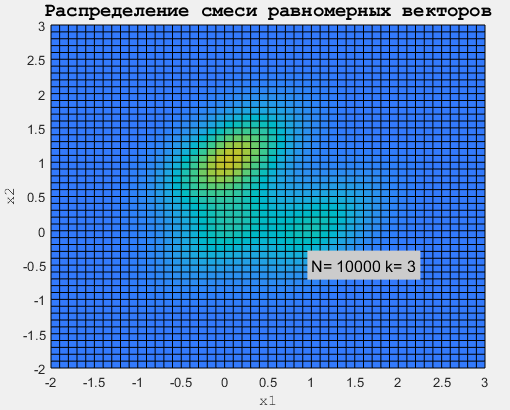 Распределение смеси равномерных векторов
3
2.5
2
1.5
1
0.5
0
-0.5
-1
-1.5
-2
x2
N= 10000 k= 3
-2 -1.5 -1 -0.5 0 0.5 1 1.5 2 2.5 3
x1